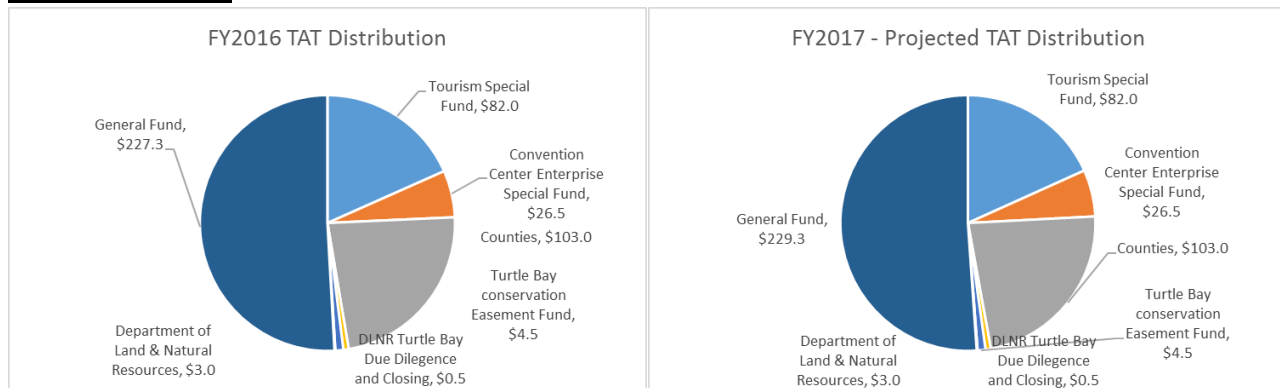 FY2016 TAT Distribution
Tourism Special
Fund, $82.0
General Fund,
$227.3
Convention
Center Enterprise
Special Fund,
$26.5
Counties, $103.0
Turtle Bay
conservation
Easement Fund,
$4.5
Department of
Land & Natural
Resources, $3.0
DLNR Turtle Bay
Due Dilegence
and Closing, $0.5
FY2017 - Projected TAT Distribution
Tourism Special
Fund, $82.0
Convention
Center Enterprise
Special Fund,
$26.5
General Fund,
$229.3
Counties, $103.0
Turtle Bay
conservation
Easement Fund,
$4.5
Department of
Land & Natural
Resources, $3.0
DLNR Turtle Bay
Due Dilegence
and Closing, $0.5